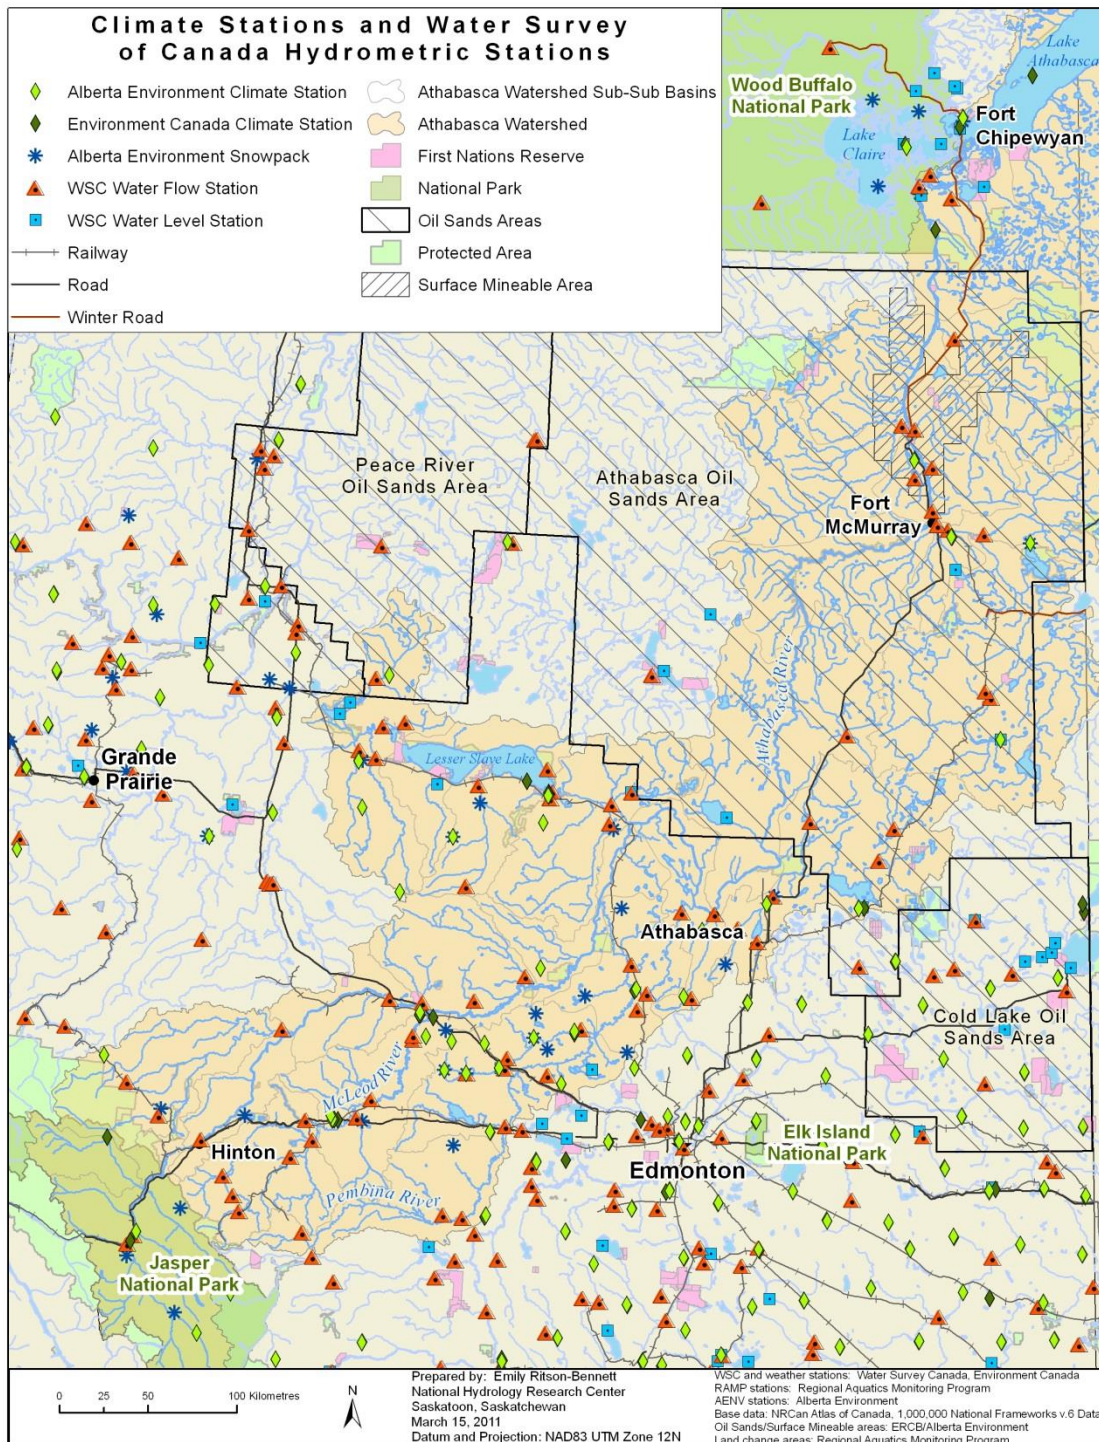 Climate Stations and Water Survey
of Canada Hydrometric Stations
Alberta Environment Climate Station
Environment Canada Climate Station
Alberta Environment Snowpack
WSC Water Flow Station
WSC Water Level Station
Railway
Road
Winter Road
Athabasca Watershed Sub-Sub Basins
Athabasca Watershed
First Nations Reserve
National Park
Oil Sands Areas
Protected Area
Surface Mineable Area
Lake
Athabasca
Wood Buffalo
National Park
Fort
Chipewyan
Lake
Claire
Peace River
Oil Sands Area
Athabasca Oil
Sands Area
Fort
McMurray
Athabasca River
Grande
Prairie
Lesser Slave Lake
Athabasca
Cold Lake Oil
Sands Area
McLeod River
Hinton
Elk Island
National Park
Edmonton
Pembina River
Jasper
National Park
0 25 50 100 Kilometres
N
Prepared by: Emily Ritson-Bennett
National Hydrology Research Center
Saskatoon, Saskatchewan
March 15, 2011
Datum and Projection: NAD83 UTM Zone 12N
WSC and weather stations: Water Survey Canada, Environment Canada
RAMP stations: Regional Aquatics Monitoring Program
AENV stations: Alberta Environment
Base data: NRCan Atlas of Canada, 1,000,000 National Frameworks v.6 Data
Oil Sands/Surface Mineable areas: ERCB/Alberta Environment
Land change areas: Regional Aquatics Monitoring Program